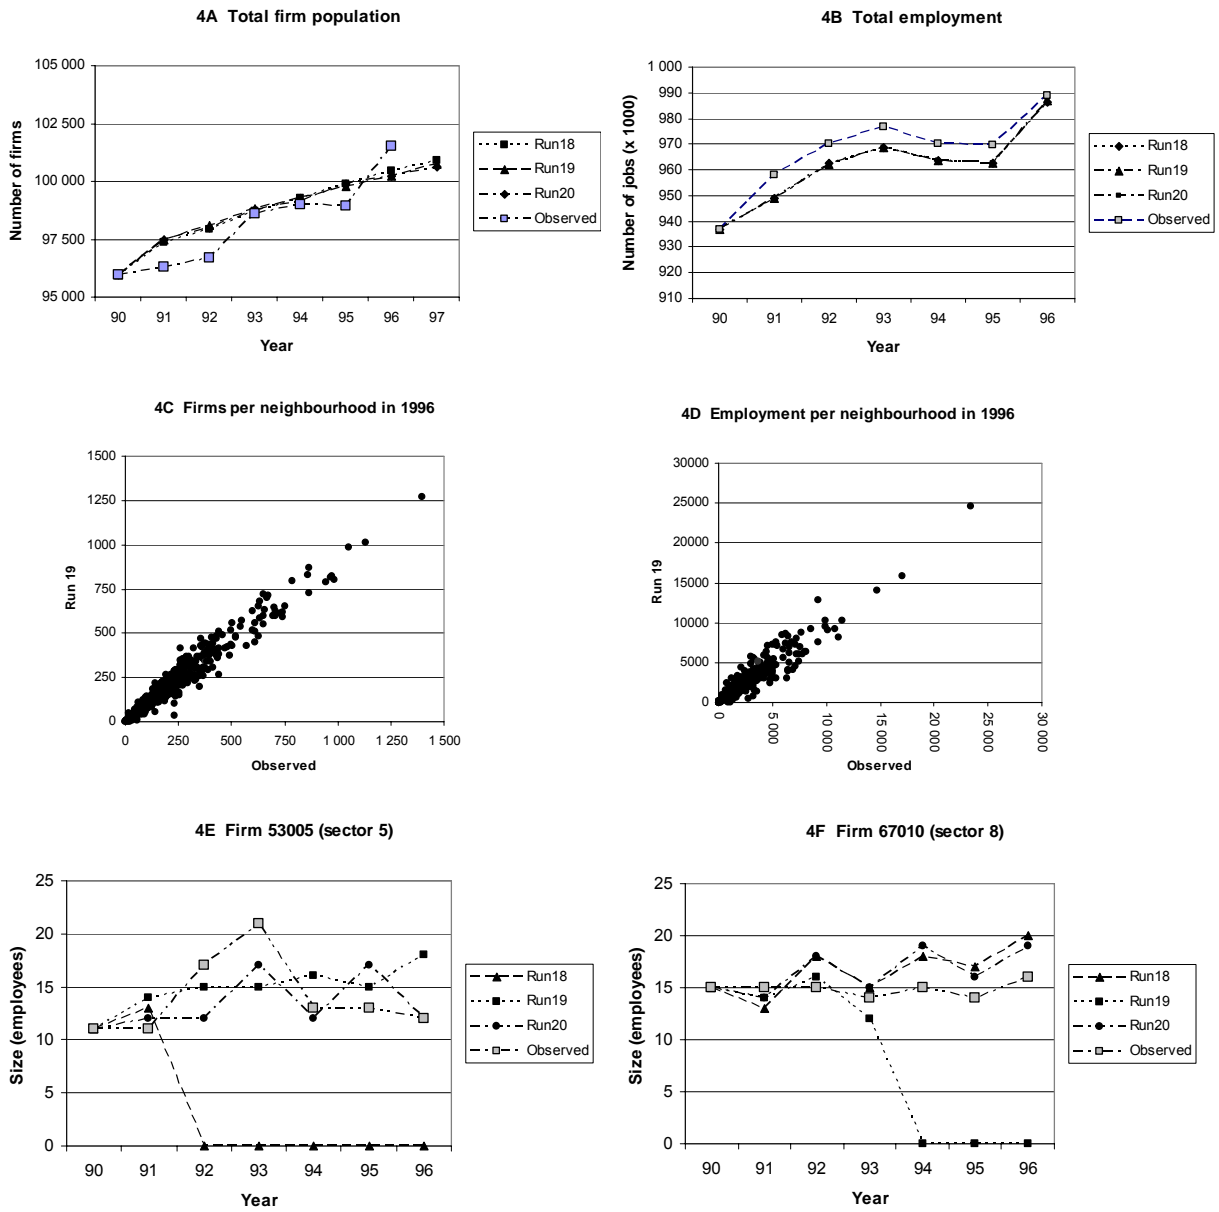 4A Total firm population
105 000
102 500
100 000
97 500
95 000
Number of firms
90 91 92 93 94 95 96 97
Year
Run18
Run19
Run20
Observed
4B Total employment
1 000
990
980
970
960
950
940
930
920
910
Number of jobs (x 1000)
90 91 92 93 94 95 96
Year
Run18
Run19
Run20
Observed
4C Firms per neighbourhood in 1996
1500
1250
1000
750
500
250
0
Run 19
0 250 500 750 1 000 1 250 1 500
Observed
4D Employment per neighbourhood in 1996
30000
25000
20000
15000
10000
5000
0
Run 19
0 5 000 10 000 15 000 20 000 25 000 30 000
Observed
4E Firm 53005 (sector 5)
25
20
15
10
5
0
Size (employees)
90 91 92 93 94 95 96
Year
Run18
Run19
Run20
Observed
4F Firm 67010 (sector 8)
25
20
15
10
5
0
Size (employees)
90 91 92 93 94 95 96
Year
Run18
Run19
Run20
Observed